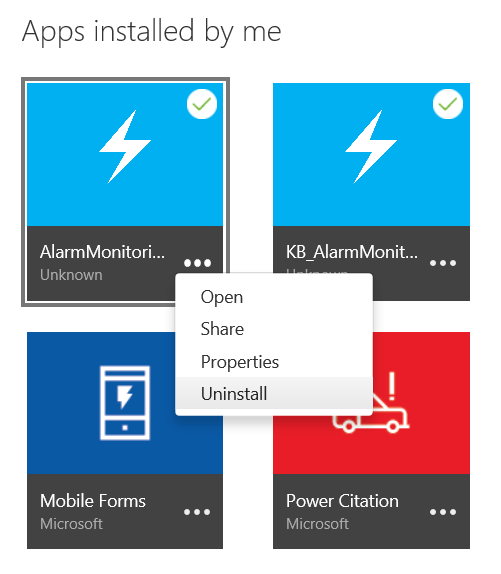 Apps installed by me
AlarmMonitori...
Unknown
KB_AlarmMonit...
Unknown
Open
Share
Properties
Uninstall
Mobile Forms
Microsoft
Power Citation
Microsoft